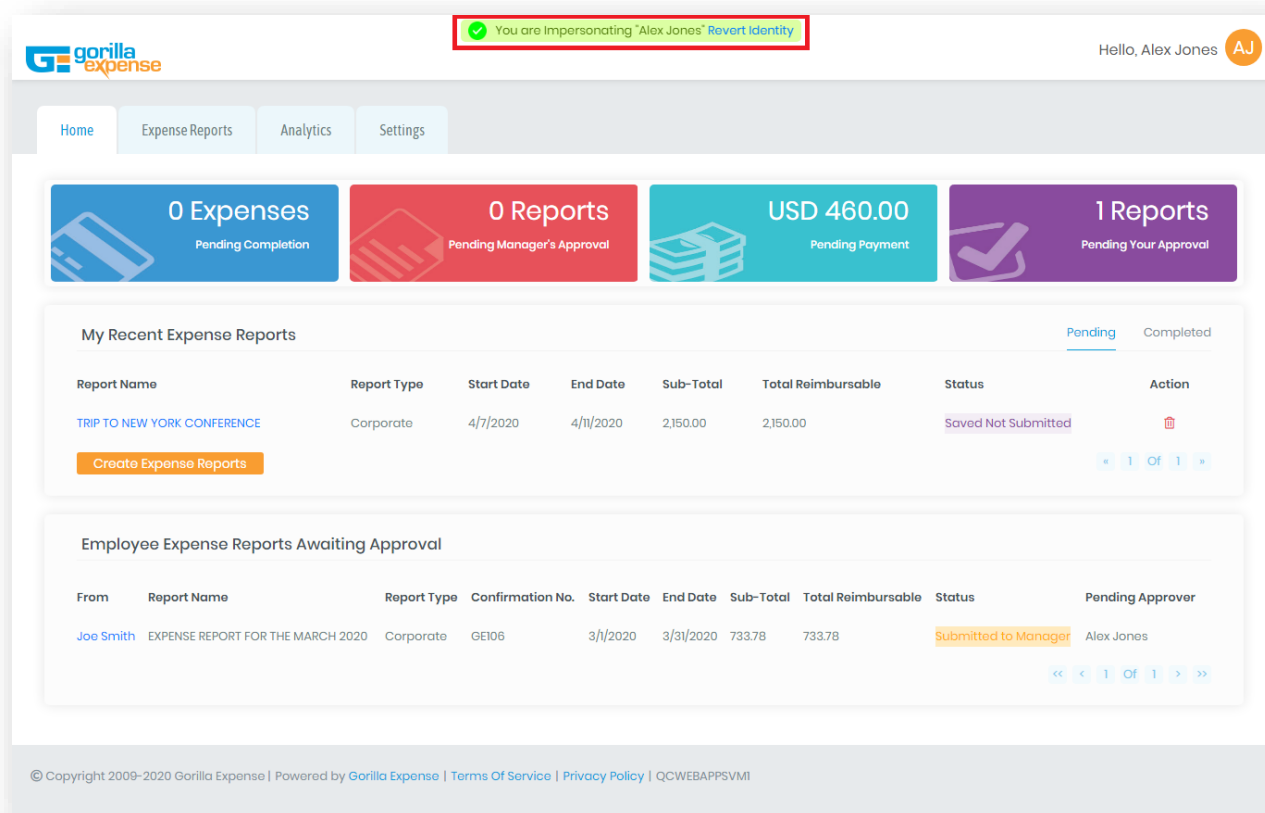 You are Impersonating "Alex Jones" Revert Identity
gorilla
expense
Hello, Alex Jones AJ
Home Expense Reports Analytics Settings
0 Expenses
Pending Completion
0 Reports
Pending Manager's Approval
USD 460.00
Pending Payment
1 Reports
Pending Your Approval
My Recent Expense Reports Pending Completed
Report Name Report Type Start Date End Date Sub-Total Total Reimbursable Status Action
TRIP TO NEW YORK CONFERENCE Corporate 4/7/2020 4/11/2020 2,150.00 2,150.00 Saved Not Submitted
Create Expense Reports « 1 Of 1 »
Employee Expense Reports Awaiting Approval
From Report Name Report Type Confirmation No. Start Date End Date Sub-Total Total Reimbursable Status Pending Approver
Joe Smith EXPENSE REPORT FOR THE MARCH 2020 Corporate GE106 3/1/2020 3/31/2020 733.78 733.78 Submitted to Manager Alex Jones
<< < 1 Of 1 > >>
© Copyright 2009-2020 Gorilla Expense | Powered by Gorilla Expense | Terms Of Service | Privacy Policy | QCWEBAPPSVM1